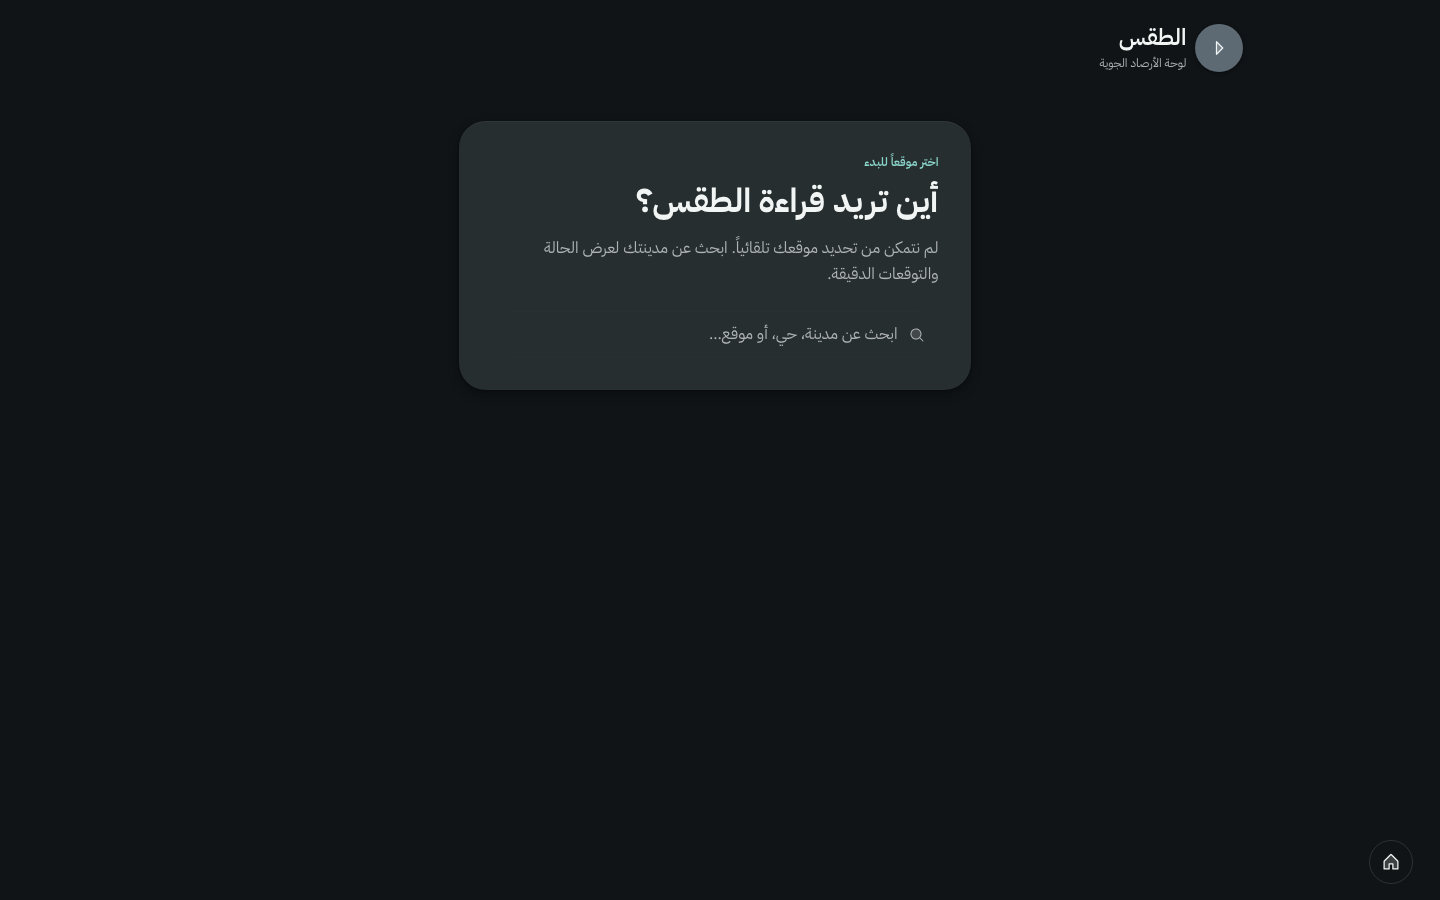 الطقس
لوحة الأرصاد الجوية
اختر موقعاً للبدء
أين تريد قراءة الطقس؟
لم نتمكن من تحديد موقعك تلقائياً. ابحث عن مدينتك لعرض الحالة
والتوقعات الدقيقة.
ابحث عن مدينة، حي، أو موقع...